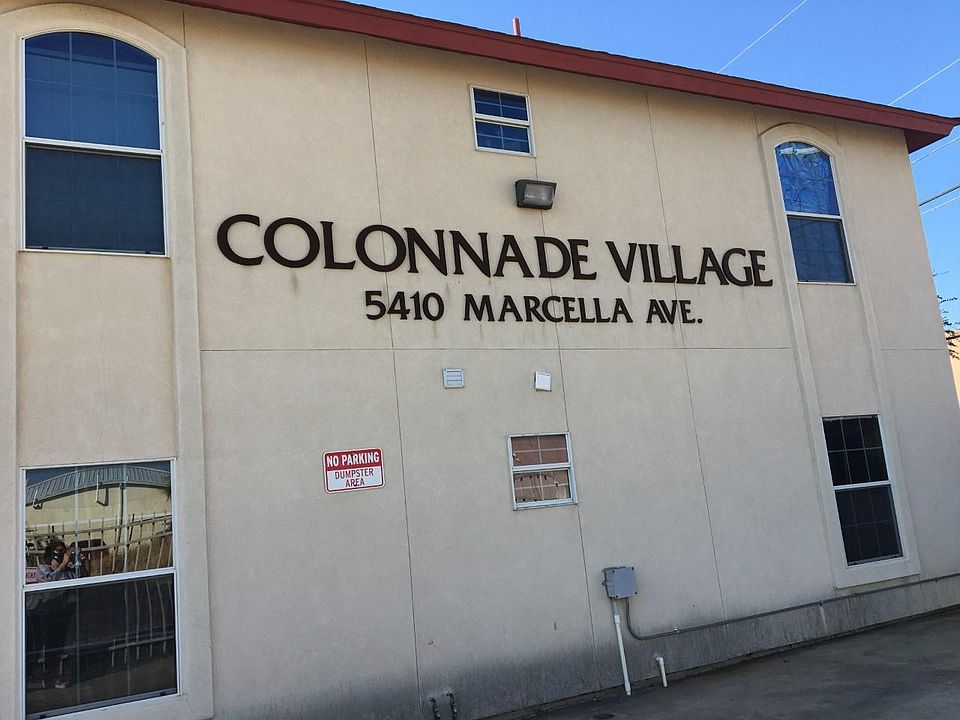 COLONNADE VILLAGE
5410 MARCELLA AVE.
NO PARKING
DUMPSTER
AREA